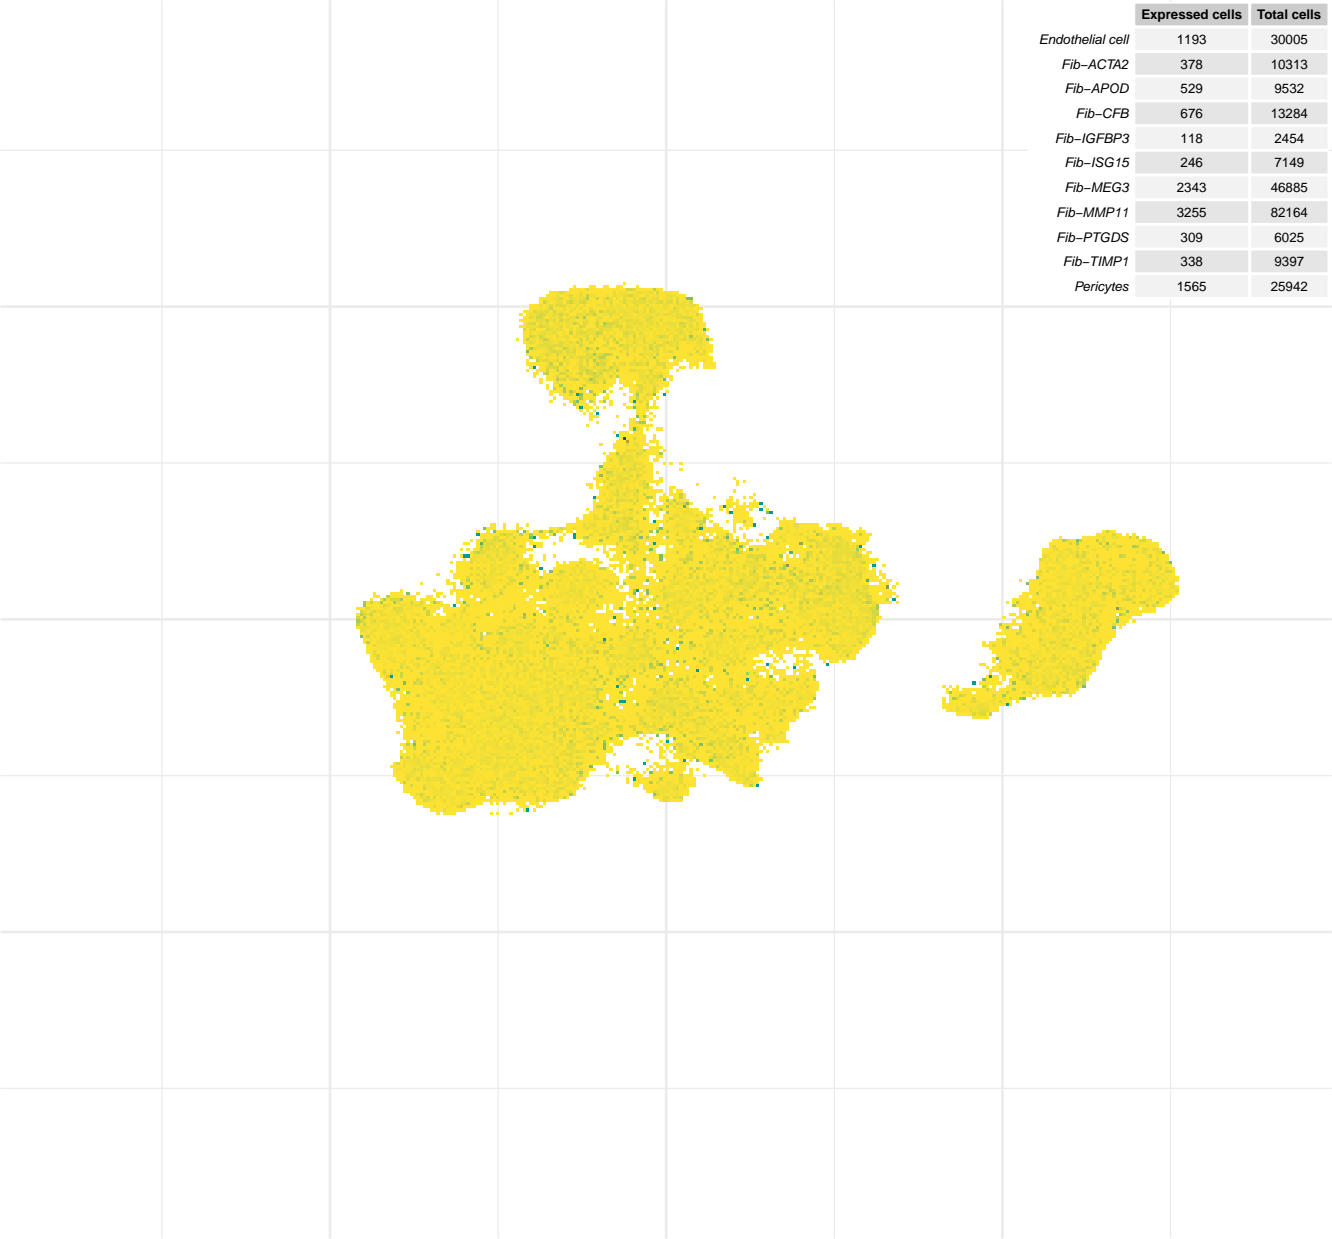 Expressed cells Total cells
Endothelial cell 1193 30005
Fib−ACTA2 378 10313
Fib−APOD 529 9532
Fib−CFB 676 13284
Fib−IGFBP3 118 2454
Fib−ISG15 246 7149
Fib−MEG3 2343 46885
Fib−MMP11 3255 82164
Fib−PTGDS 309 6025
Fib−TIMP1 338 9397
Pericytes 1565 25942